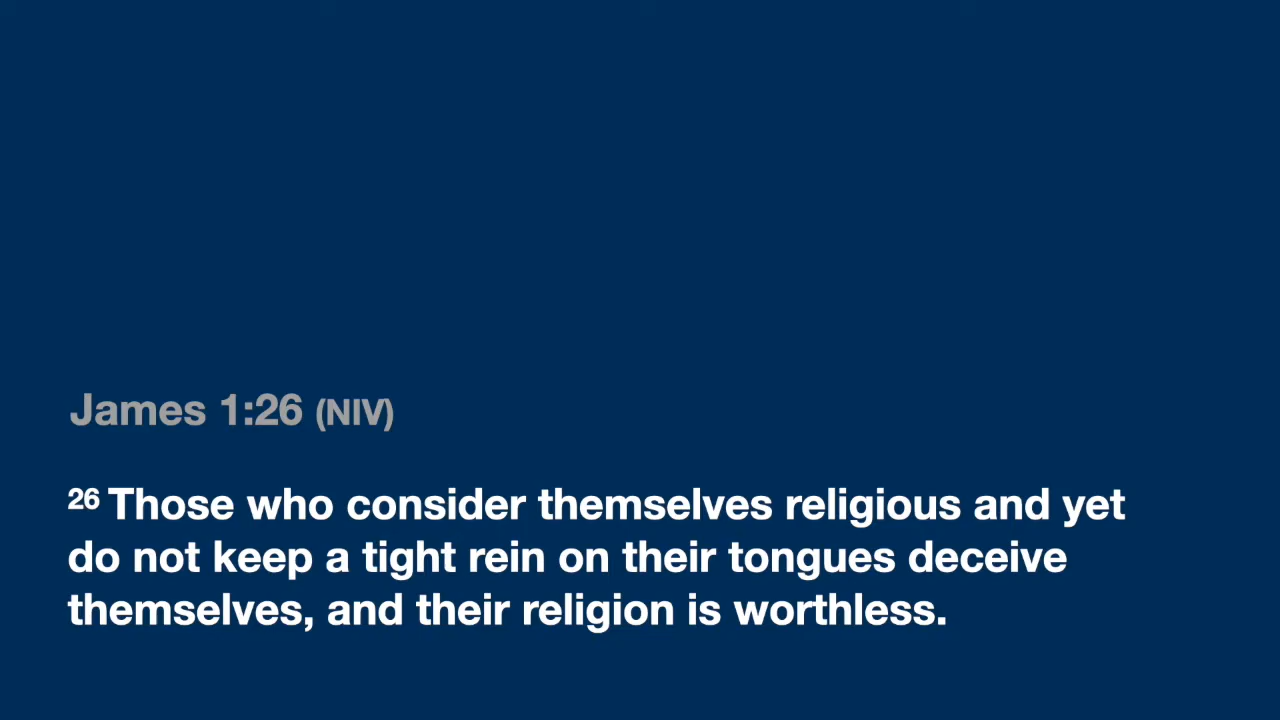 James 1:26 (NIV)
26 Those who consider themselves religious and yet
do not keep a tight rein on their tongues deceive
themselves, and their religion is worthless.